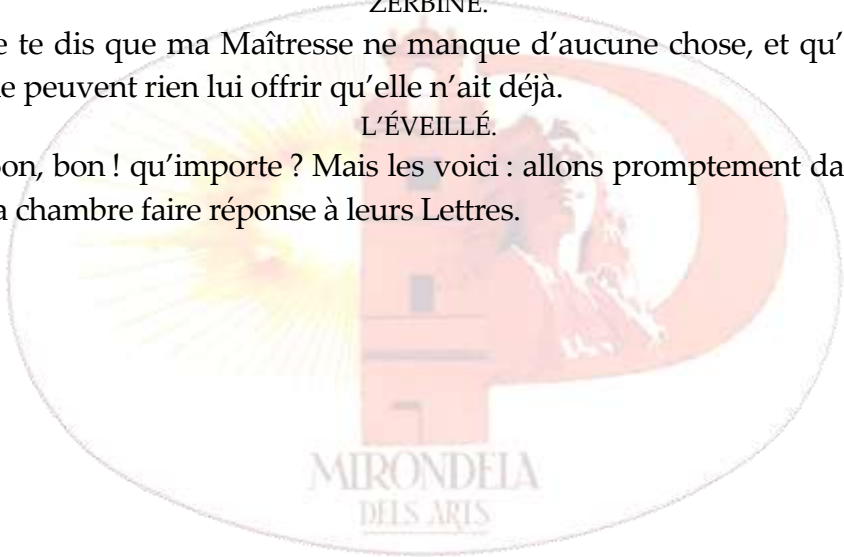 ZERBINE.
e te dis que ma Maîtresse ne manque d'aucune chose, et qu'
e peuvent rien lui offrir qu'elle n'ait déjà.
L'ÉVEILLÉ.
on, bon ! qu'importe ? Mais les voici : allons promptement da
a chambre faire réponse à leurs Lettres.
MIRONDELA
DELS ARTS